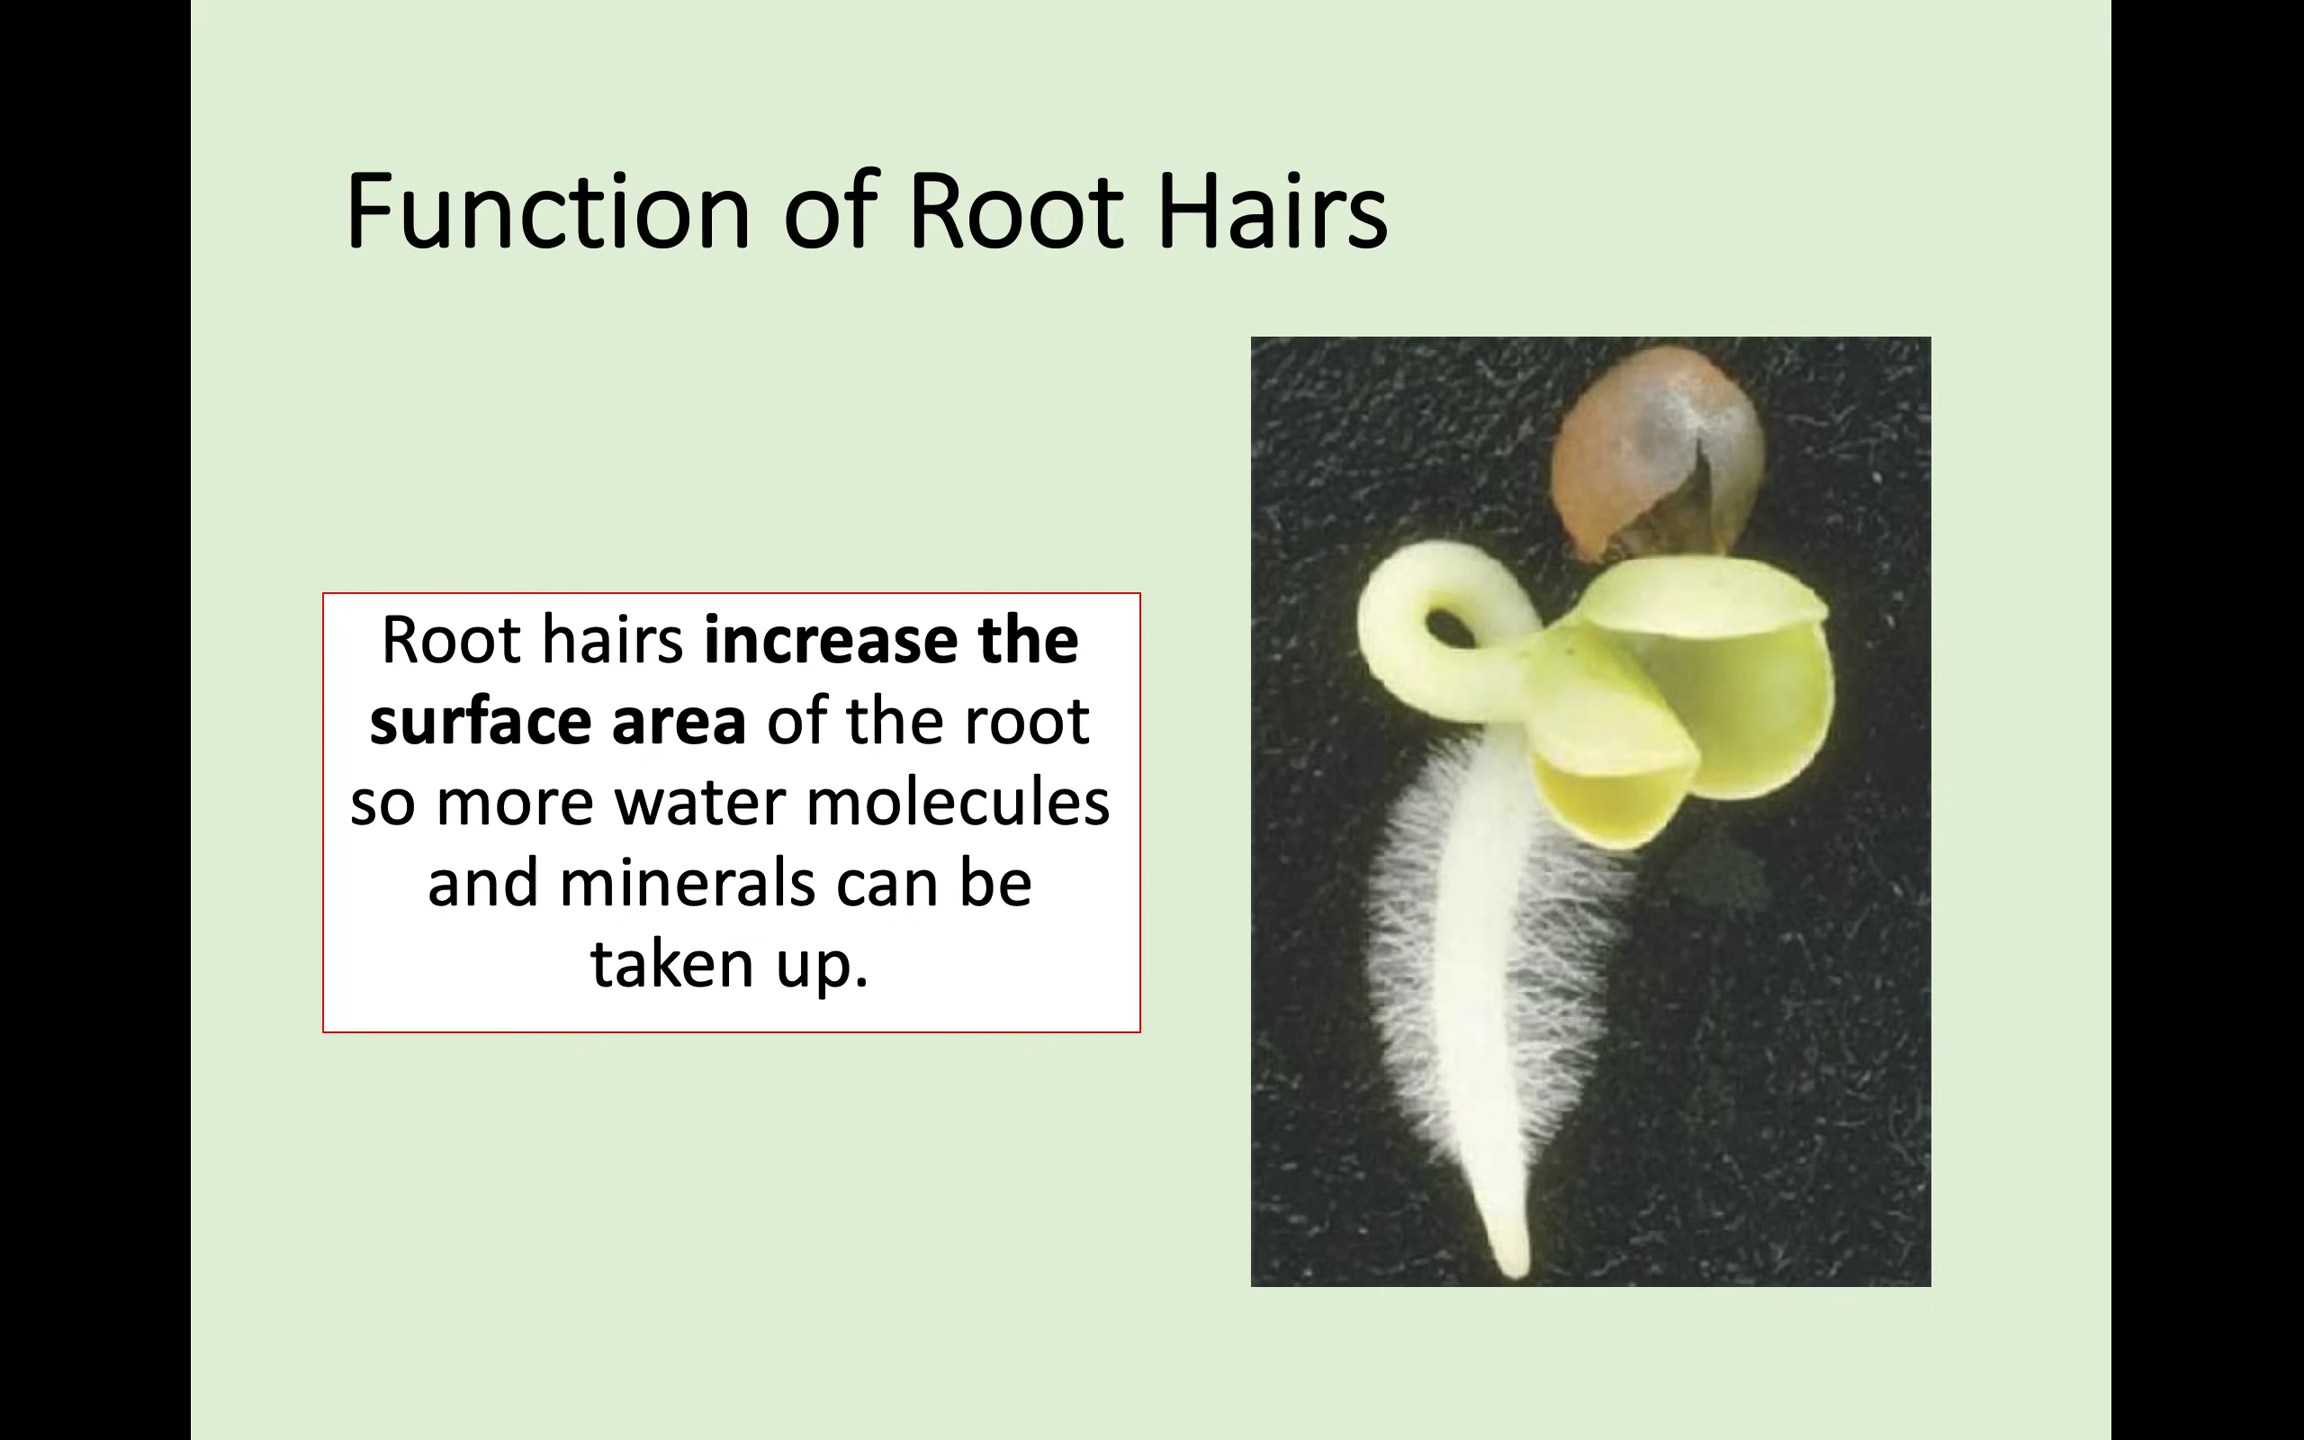 Function of Root Hairs
Root hairs increase the
surface area of the root
so more water molecules
and minerals can be
taken up.